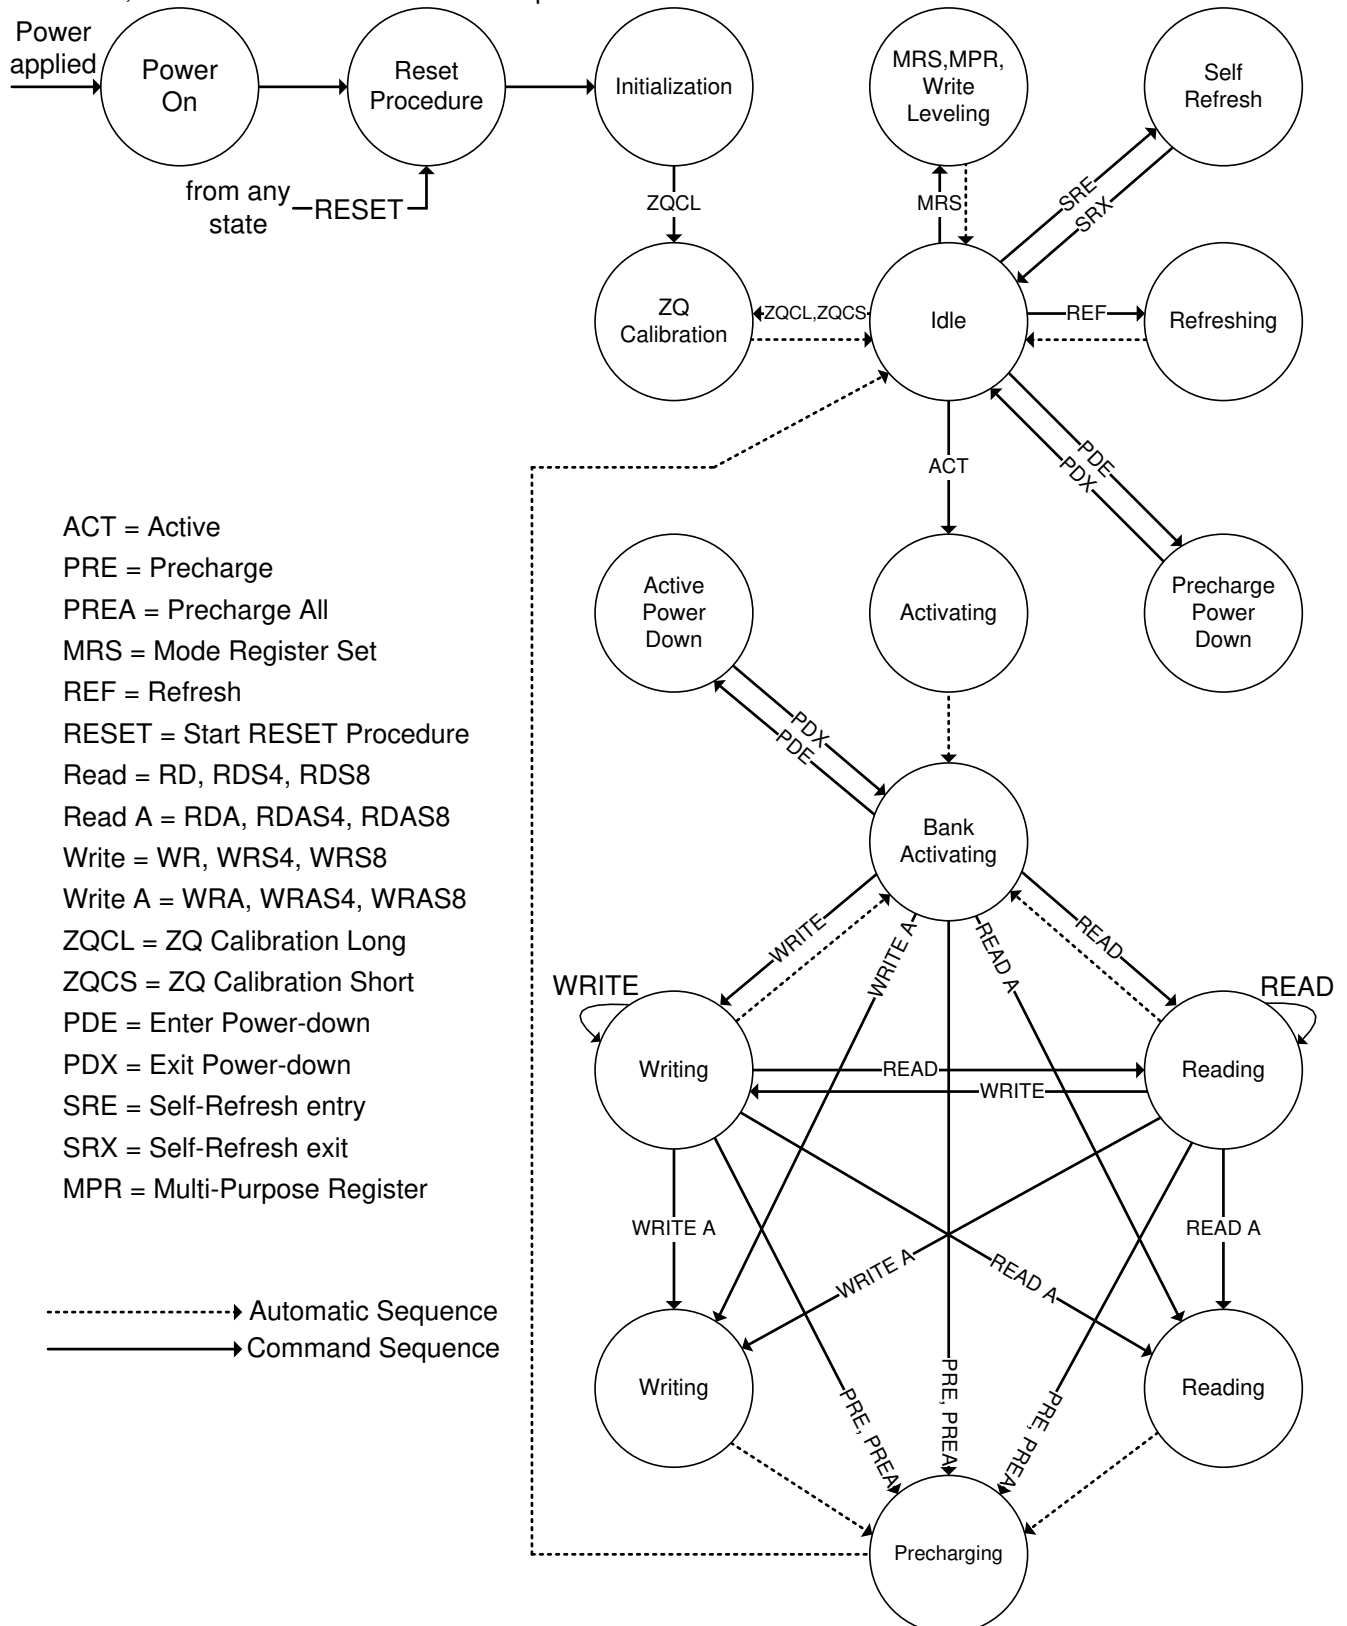 Power
applied
Power
On
Reset
Procedure
Initialization
MRS,MPR,
Write
Leveling
Self
Refresh
from any
state
RESET
ZQCL
MRS
SRE
SRX
ZQ
Calibration
ZQCL,ZQCS
Idle
REF
Refreshing
PDE
PDX
ACT
ACT = Active
PRE = Precharge
PREA = Precharge All
MRS = Mode Register Set
REF = Refresh
RESET = Start RESET Procedure
Read = RD, RDS4, RDS8
Read A = RDA, RDAS4, RDAS8
Write = WR, WRS4, WRS8
Write A = WRA, WRAS4, WRAS8
ZQCL = ZQ Calibration Long
ZQCS = ZQ Calibration Short
PDE = Enter Power-down
PDX = Exit Power-down
SRE = Self-Refresh entry
SRX = Self-Refresh exit
MPR = Multi-Purpose Register
Automatic Sequence
Command Sequence
Active
Power
Down
Activating
Precharge
Power
Down
PDX
PDE
Bank
Activating
WRITE
WRITE A
READ A
READ
WRITE
READ
Writing
READ
WRITE
Reading
WRITE A
READ A
WRITE A
READ A
Writing
Reading
PRE, PREA
PRE, PREA
PRE, PREA
Precharging